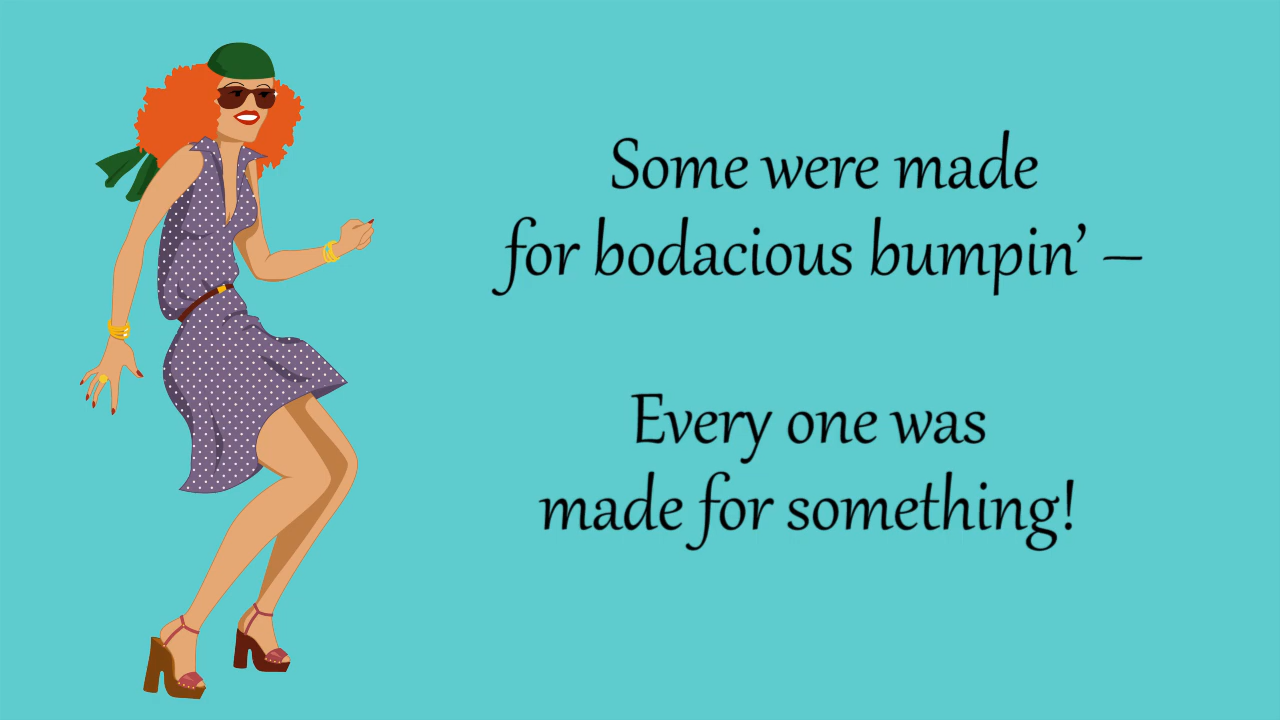 Some were made
for bodacious bumpin’ –
Every one was
made for something!